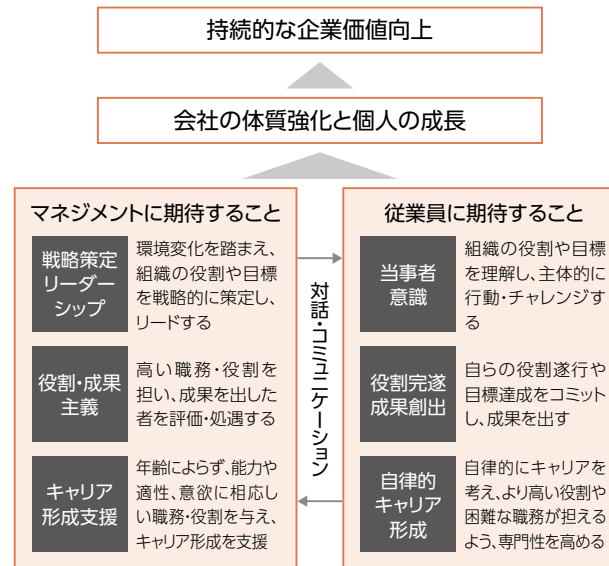 持続的な企業価値向上
会社の体質強化と個人の成長
マネジメントに期待すること
戦略策定
リーダー
シップ
環境変化を踏まえ、
組織の役割や目標
を戦略的に策定し、
リードする
役割・成果
主義
高い職務・役割を
担い、成果を出した
者を評価・処遇する
キャリア
形成支援
年齢によらず、能力や
適性、意欲に相応し
い職務・役割を与え、
キャリア形成を支援
対話・コミュニケーション
従業員に期待すること
当事者
意識
組織の役割や目標
を理解し、主体的に
行動・チャレンジす
る
役割完遂
成果創出
自らの役割遂行や
目標達成をコミット
し、成果を出す
自律的
キャリア
形成
自律的にキャリアを
考え、より高い役割や
困難な職務が担える
よう、専門性を高める